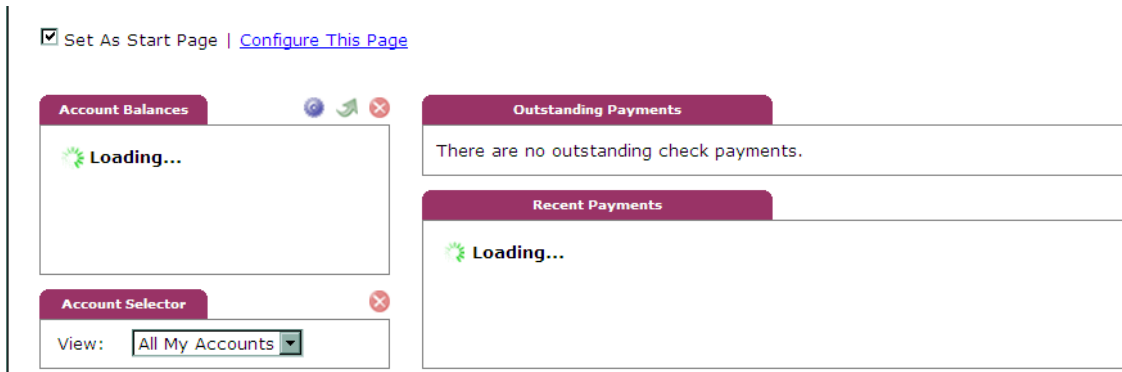 Set As Start Page | Configure This Page
Account Balances
Loading...
Account Selector
View: All My Accounts
Outstanding Payments
There are no outstanding check payments.
Recent Payments
Loading...